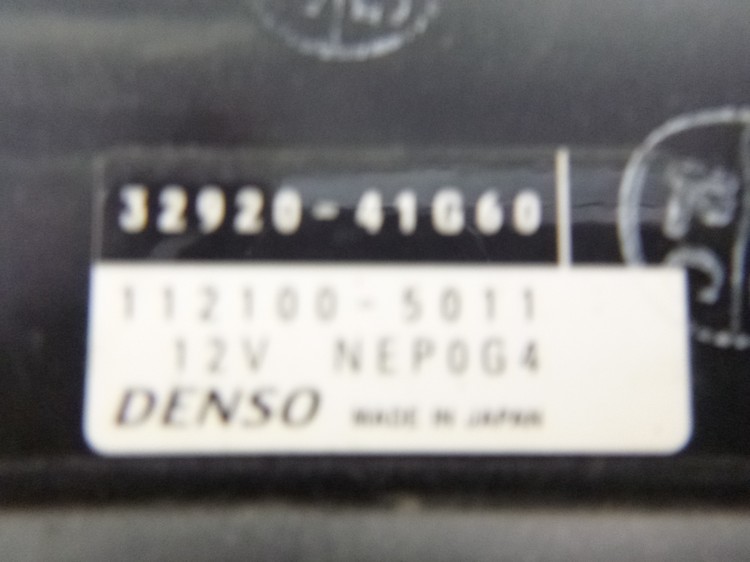 32920-41G60
112100-5011
12V NEP0G4
DENSO MADE IN JAPAN